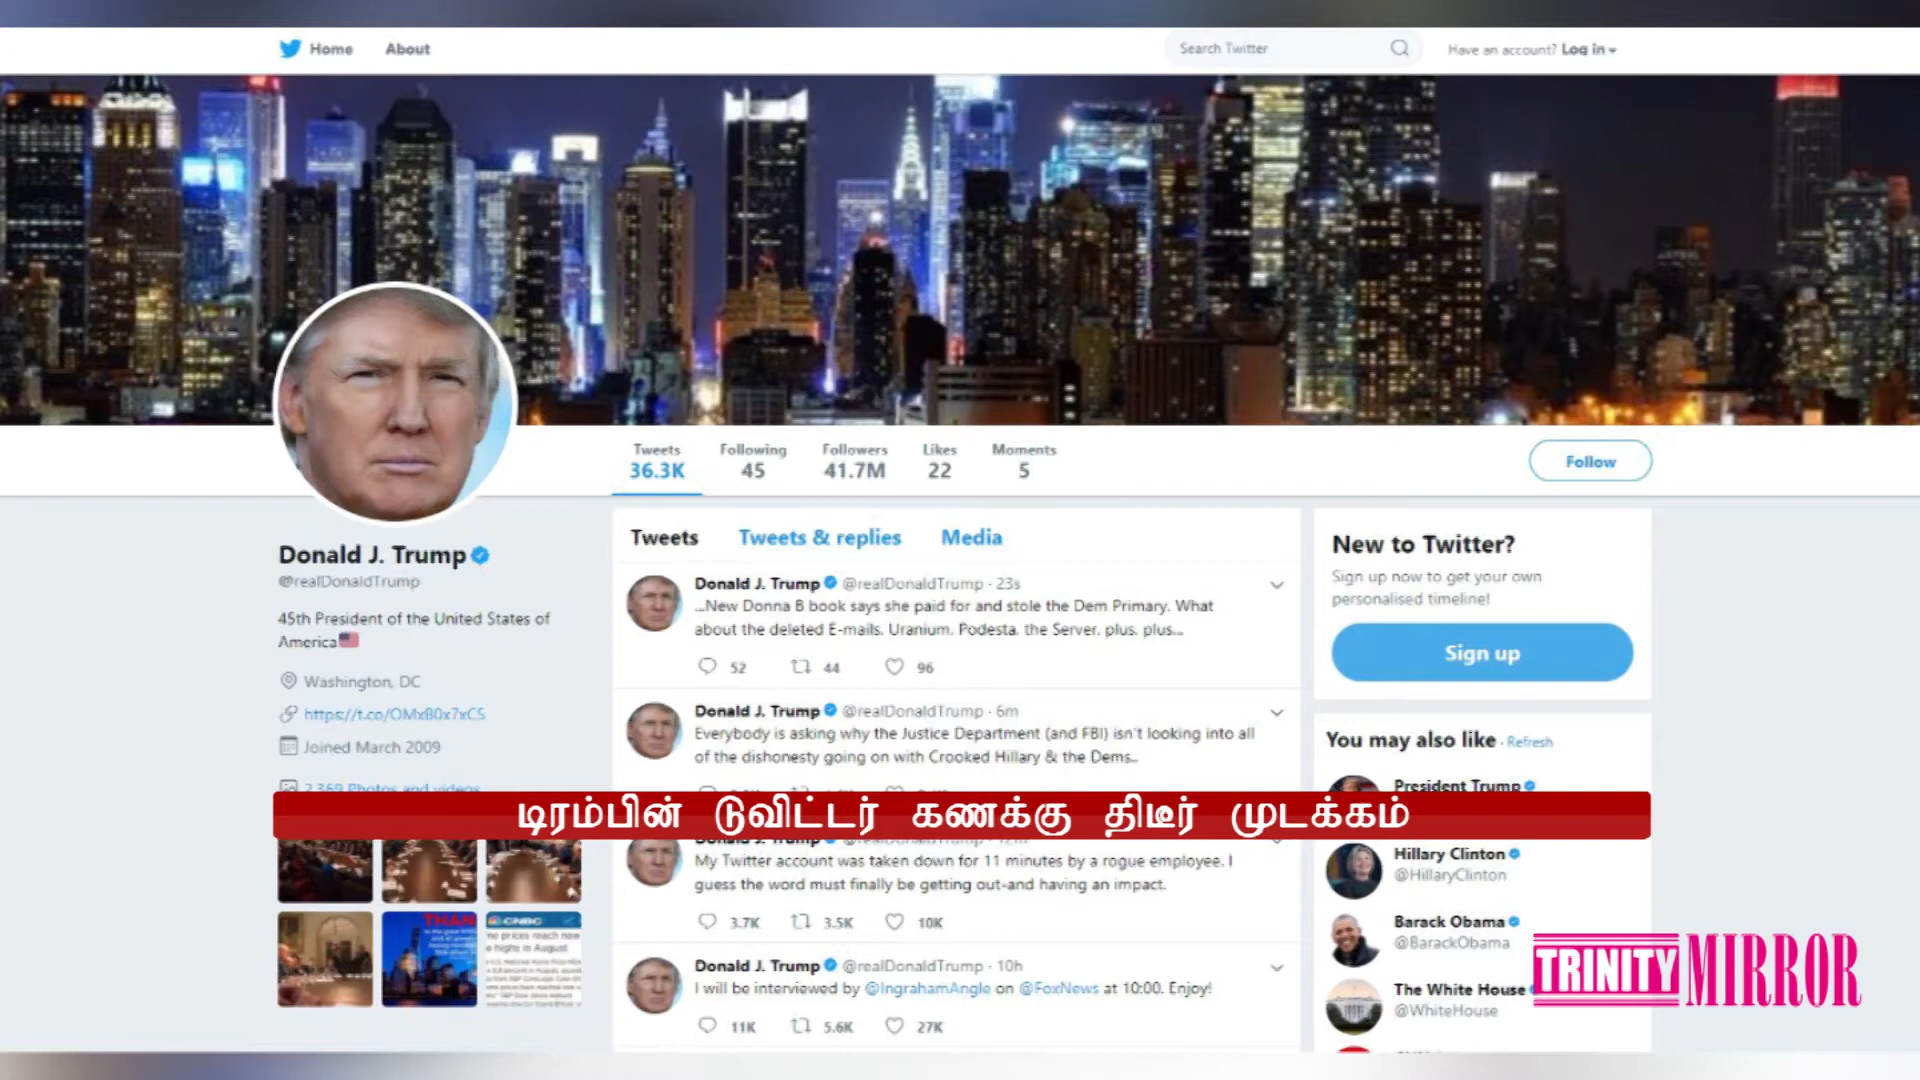 Home About Search Twitter Have an account? Log in
Tweets Following Followers Likes Moments
36.3K 45 41.7M 22 5
Follow
Donald J. Trump
@realDonaldTrump
45th President of the United States of
America
Washington, DC
https://t.co/OMxB0x7xC5
Joined March 2009
2,369 Photos and videos
Tweets Tweets & replies Media
Donald J. Trump @realDonaldTrump · 23s
...New Donna B book says she paid for and stole the Dem Primary. What
about the deleted E-mails, Uranium, Podesta, the Server, plus, plus...
52 44 96
Donald J. Trump @realDonaldTrump · 6m
Everybody is asking why the Justice Department (and FBI) isn't looking into all
of the dishonesty going on with Crooked Hillary & the Dems..
டிரம்பின் டுவிட்டர் கணக்கு திடீர் முடக்கம்
Donald J. Trump
My Twitter account was taken down for 11 minutes by a rogue employee. I
guess the word must finally be getting out-and having an impact.
3.7K 3.5K 10K
Donald J. Trump @realDonaldTrump · 10h
I will be interviewed by @IngrahamAngle on @FoxNews at 10:00. Enjoy!
11K 5.6K 27K
New to Twitter?
Sign up now to get your own
personalised timeline!
Sign up
You may also like · Refresh
President Trump
Hillary Clinton
@HillaryClinton
Barack Obama
@BarackObama
The White House
@WhiteHouse
THAN
CNBC
TRINITY MIRROR